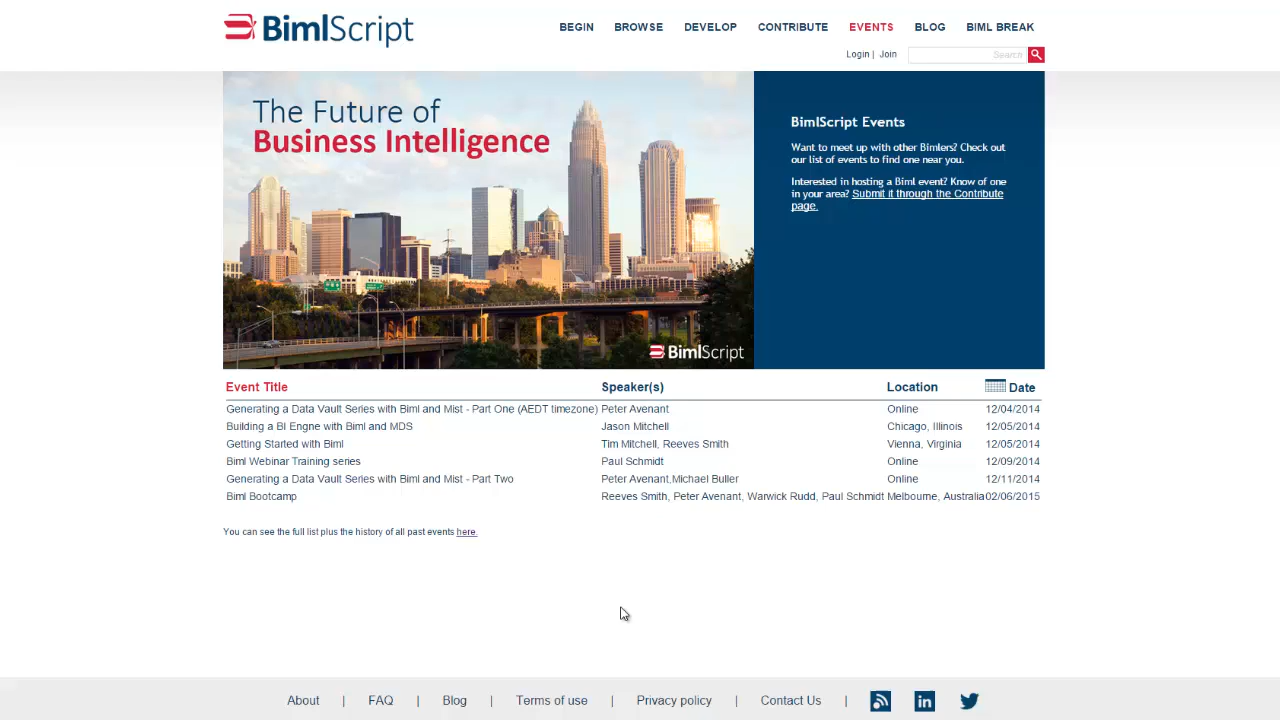 BimlScript
BEGIN BROWSE DEVELOP CONTRIBUTE EVENTS BLOG BIML BREAK
Login | Join Search
The Future of
Business Intelligence
BimlScript
BimlScript Events
Want to meet up with other Bimlers? Check out
our list of events to find one near you.
Interested in hosting a Biml event? Know of one
in your area? Submit it through the Contribute
page.
Event Title Speaker(s) Location Date
Generating a Data Vault Series with Biml and Mist - Part One (AEDT timezone) Peter Avenant Online 12/04/2014
Building a BI Engne with Biml and MDS Jason Mitchell Chicago, Illinois 12/05/2014
Getting Started with Biml Tim Mitchell, Reeves Smith Vienna, Virginia 12/05/2014
Biml Webinar Training series Paul Schmidt Online 12/09/2014
Generating a Data Vault Series with Biml and Mist - Part Two Peter Avenant,Michael Buller Online 12/11/2014
Biml Bootcamp Reeves Smith, Peter Avenant, Warwick Rudd, Paul Schmidt Melbourne, Australia 02/06/2015
You can see the full list plus the history of all past events here.
About | FAQ | Blog | Terms of use | Privacy policy | Contact Us | in